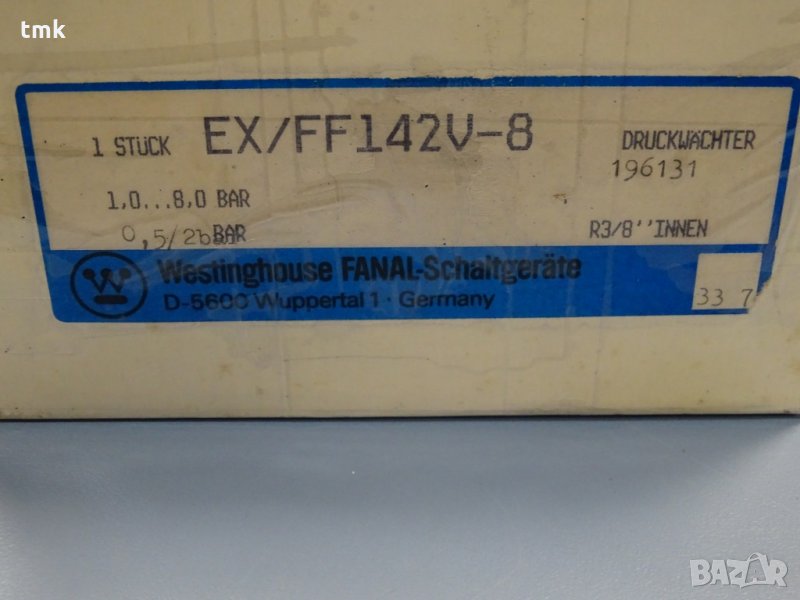 tmk
1 STÜCK EX/FF142V-8 DRUCKWÄCHTER
196131
1,0...8,0 BAR
0,5/2bar BAR R3/8''INNEN
Westinghouse FANAL-Schaltgeräte
D-5600 Wuppertal 1 · Germany
33 7
BAZAR